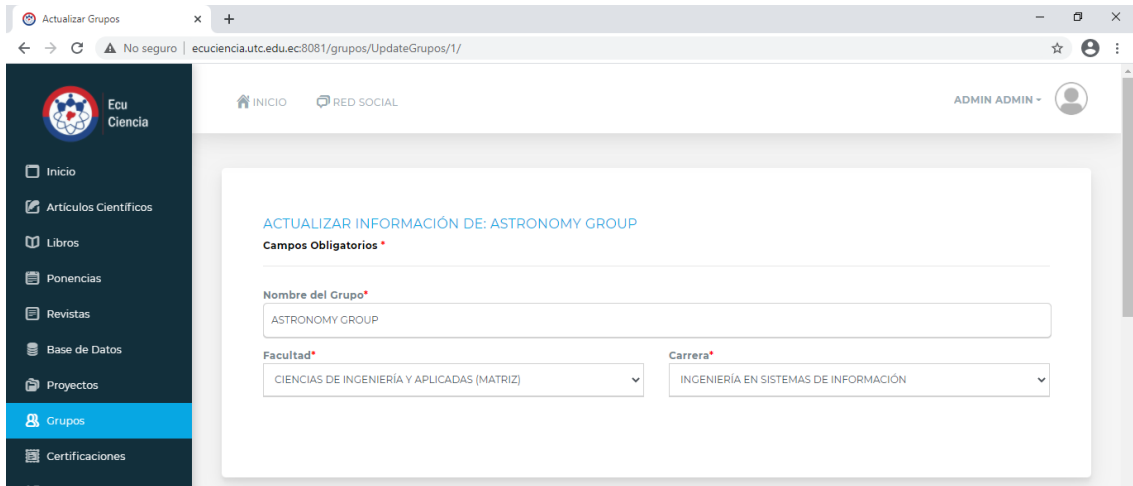 Actualizar Grupos
No seguro | ecuciencia.utc.edu.ec:8081/grupos/UpdateGrupos/1/
Ecu
Ciencia
INICIO RED SOCIAL ADMIN ADMIN
Inicio
Artículos Científicos
Libros
Ponencias
Revistas
Base de Datos
Proyectos
Grupos
Certificaciones
ACTUALIZAR INFORMACIÓN DE: ASTRONOMY GROUP
Campos Obligatorios *
Nombre del Grupo*
ASTRONOMY GROUP
Facultad* Carrera*
CIENCIAS DE INGENIERÍA Y APLICADAS (MATRIZ) INGENIERÍA EN SISTEMAS DE INFORMACIÓN